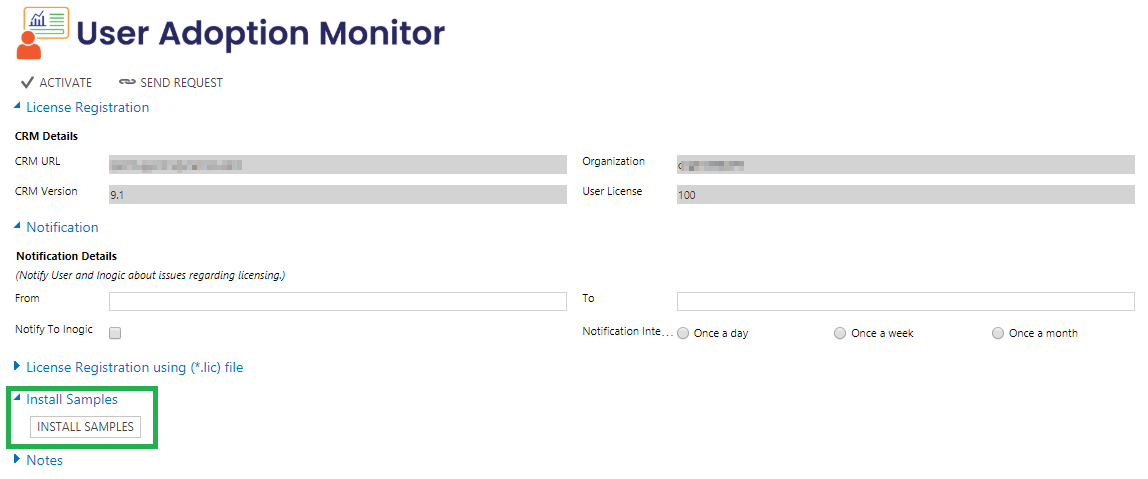 User Adoption Monitor
ACTIVATE SEND REQUEST
License Registration
CRM Details
CRM URL Organization
CRM Version 9.1 User License 100
Notification
Notification Details
(Notify User and Inogic about issues regarding licensing.)
From To
Notify To Inogic Notification Inte... Once a day Once a week Once a month
License Registration using (*.lic) file
Install Samples
INSTALL SAMPLES
Notes